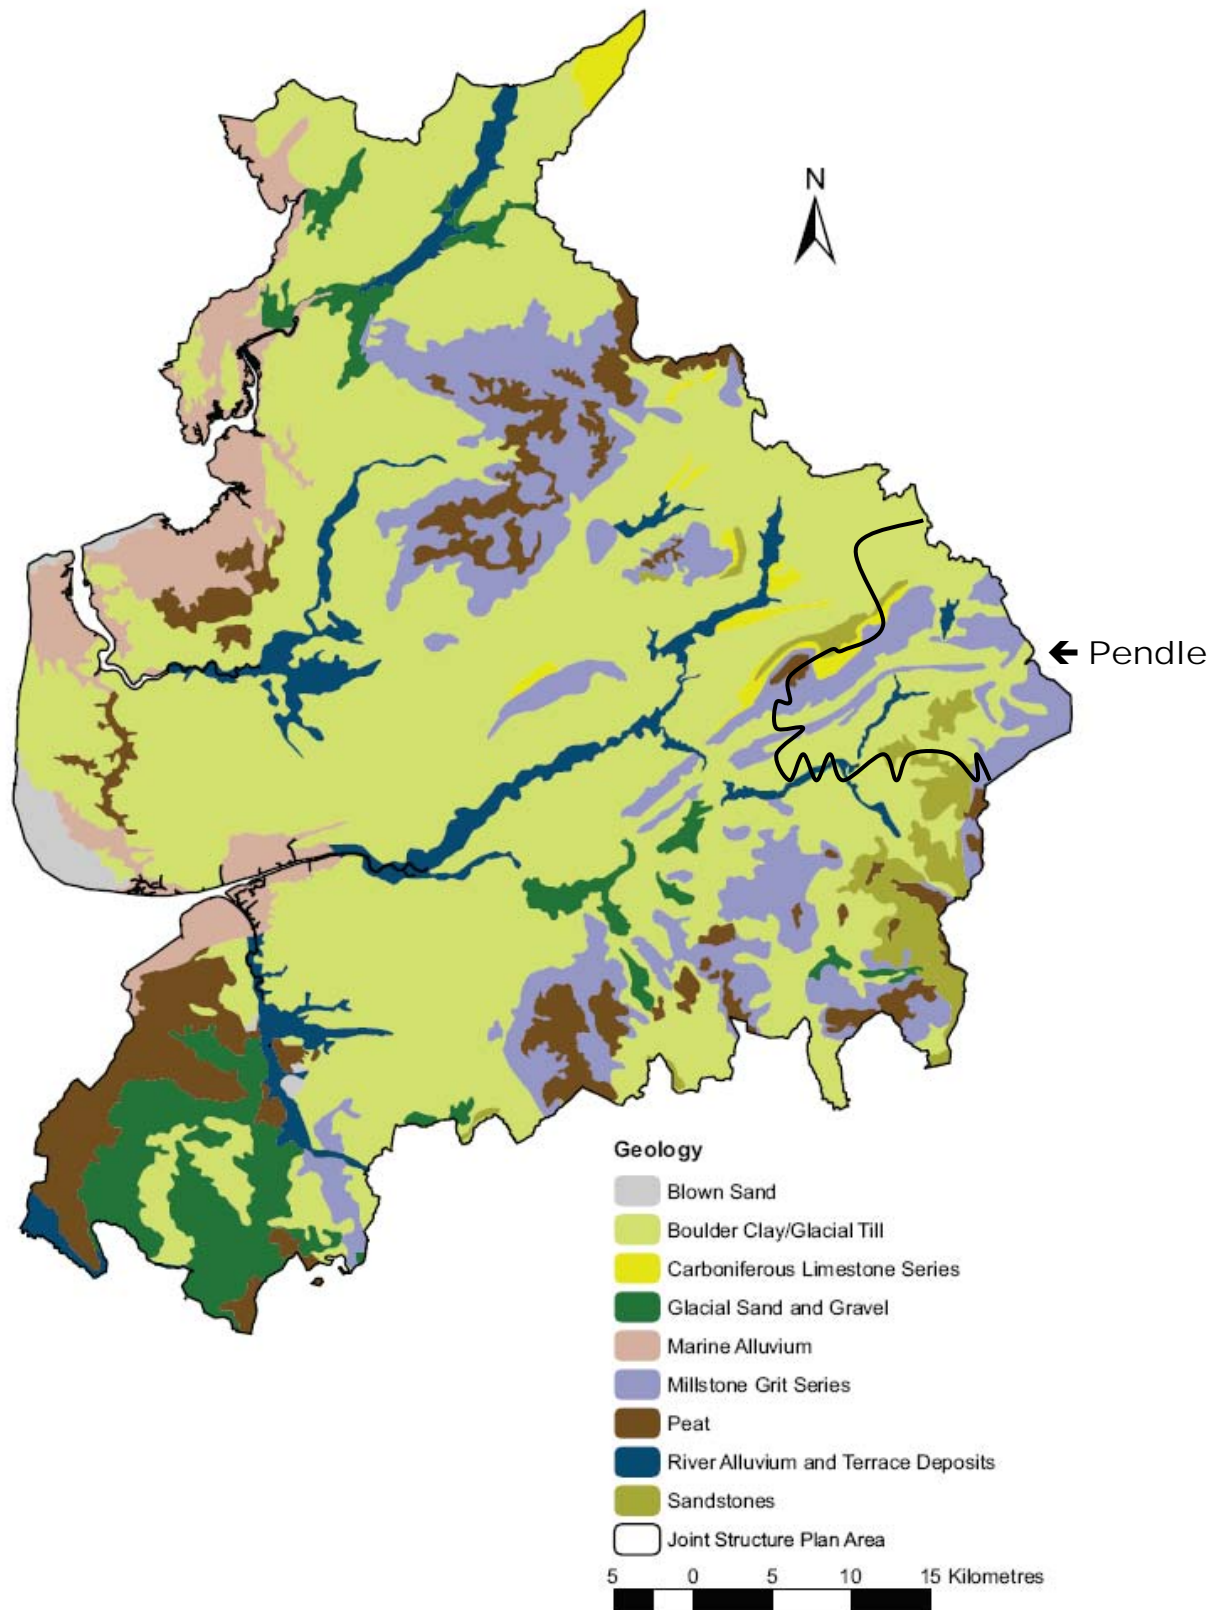 N
← Pendle
Geology
Blown Sand
Boulder Clay/Glacial Till
Carboniferous Limestone Series
Glacial Sand and Gravel
Marine Alluvium
Millstone Grit Series
Peat
River Alluvium and Terrace Deposits
Sandstones
Joint Structure Plan Area
5 0 5 10 15 Kilometres